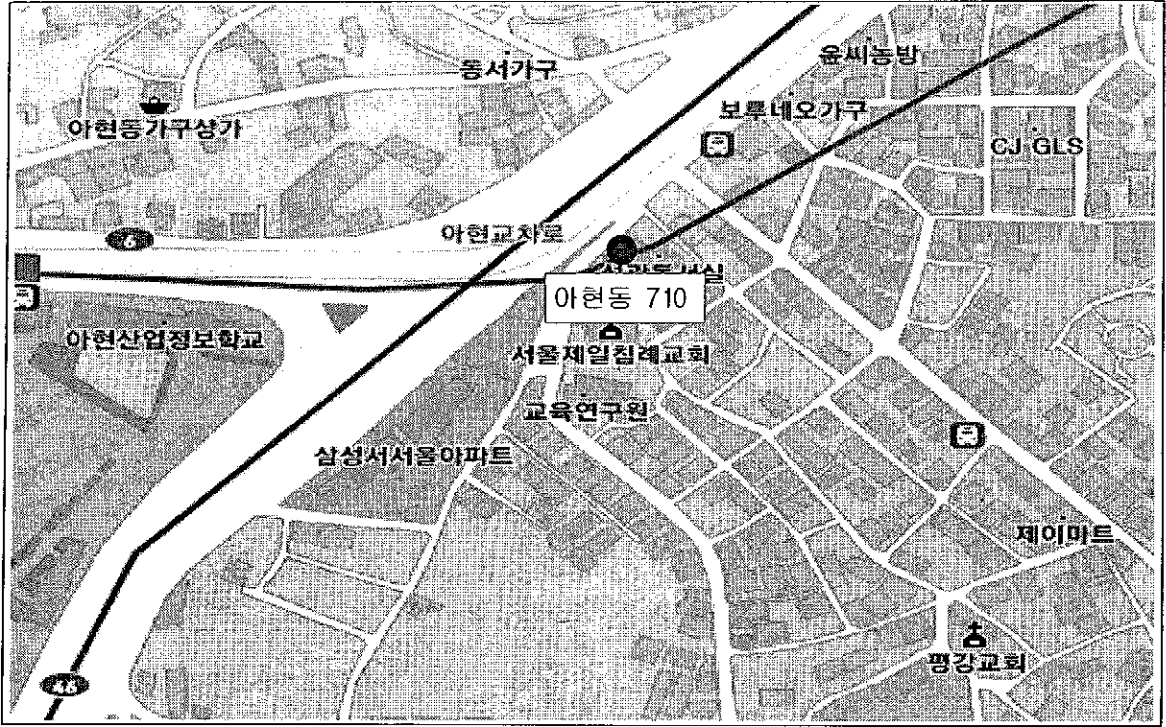 윤씨농방
동서가구
보루네오가구
아현동가구상가
CJ GLS
6
아현교차로
아현동 710
아현산업정보학교
서울제일침례교회
교육연구원
삼성서서울아파트
제이마트
평강교회
48